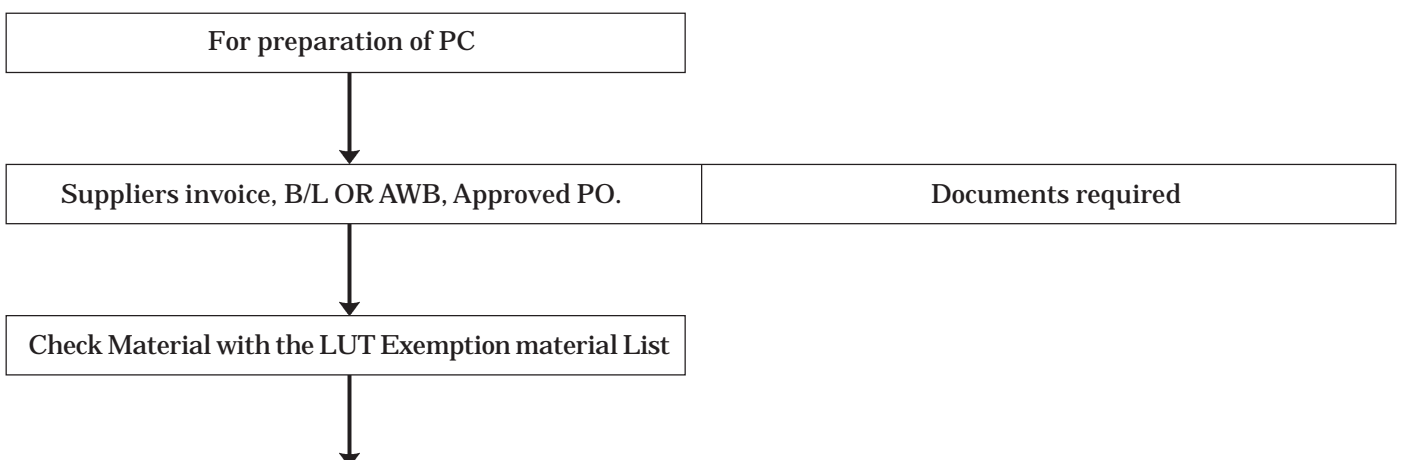 For preparation of PC
Suppliers invoice, B/L OR AWB, Approved PO.
Documents required
Check Material with the LUT Exemption material List